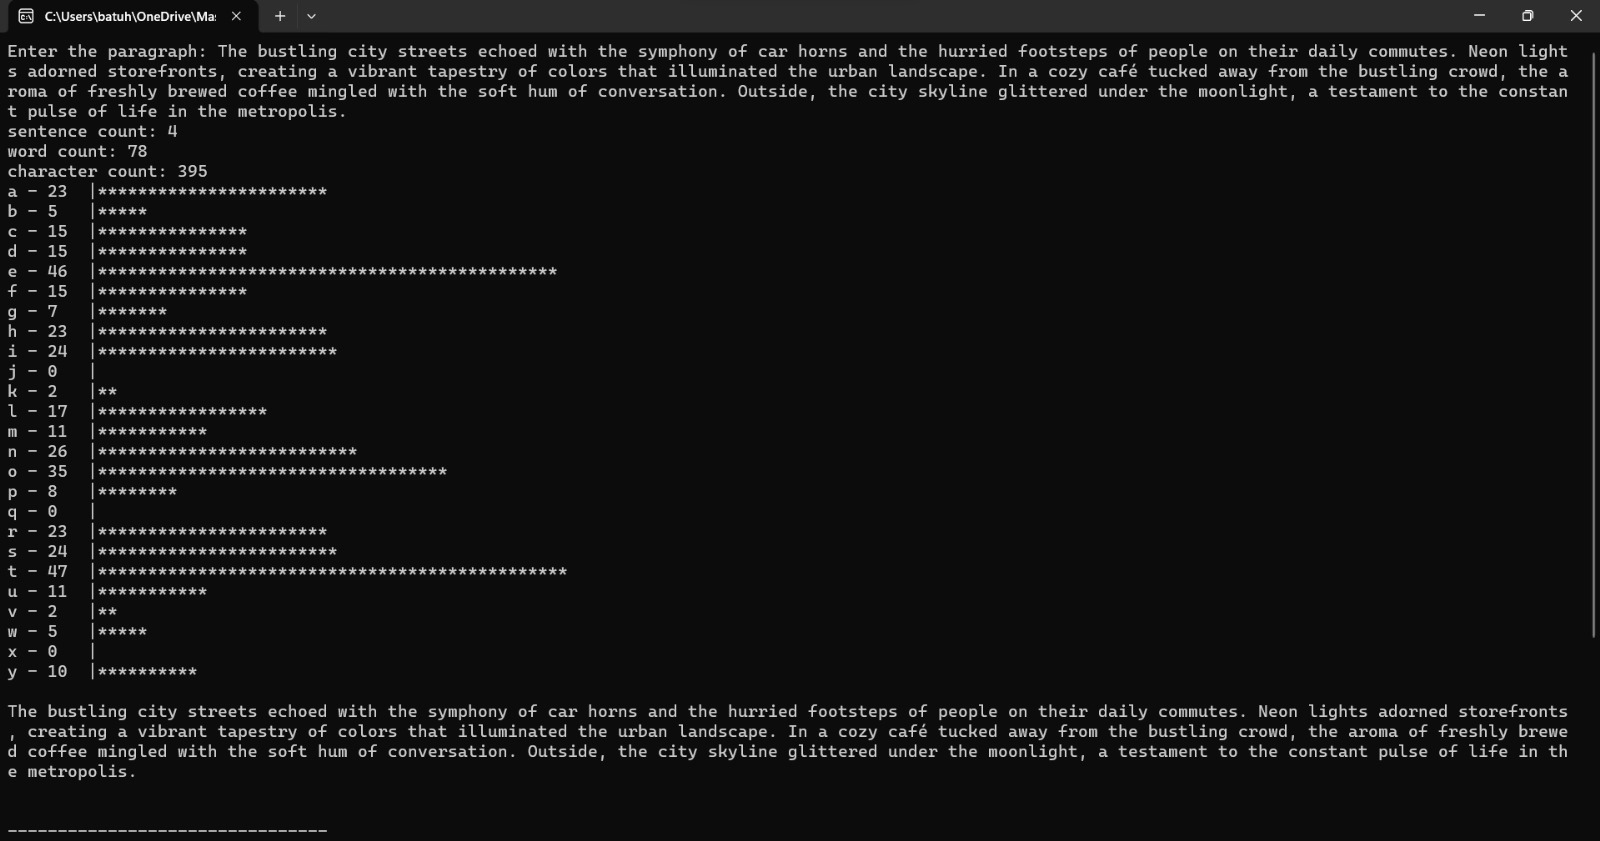 C:\Users\batuh\OneDrive\Ma:
Enter the paragraph: The bustling city streets echoed with the symphony of car horns and the hurried footsteps of people on their daily commutes. Neon light
s adorned storefronts, creating a vibrant tapestry of colors that illuminated the urban landscape. In a cozy café tucked away from the bustling crowd, the a
roma of freshly brewed coffee mingled with the soft hum of conversation. Outside, the city skyline glittered under the moonlight, a testament to the constan
t pulse of life in the metropolis.
sentence count: 4
word count: 78
character count: 395
a - 23  |***********************
b - 5   |*****
c - 15  |***************
d - 15  |***************
e - 46  |**********************************************
f - 15  |***************
g - 7   |*******
h - 23  |***********************
i - 24  |************************
j - 0   |
k - 2   |**
l - 17  |*****************
m - 11  |***********
n - 26  |**************************
o - 35  |***********************************
p - 8   |********
q - 0   |
r - 23  |***********************
s - 24  |************************
t - 47  |***********************************************
u - 11  |***********
v - 2   |**
w - 5   |*****
x - 0   |
y - 10  |**********
The bustling city streets echoed with the symphony of car horns and the hurried footsteps of people on their daily commutes. Neon lights adorned storefronts
, creating a vibrant tapestry of colors that illuminated the urban landscape. In a cozy café tucked away from the bustling crowd, the aroma of freshly brewe
d coffee mingled with the soft hum of conversation. Outside, the city skyline glittered under the moonlight, a testament to the constant pulse of life in th
e metropolis.
--------------------------------